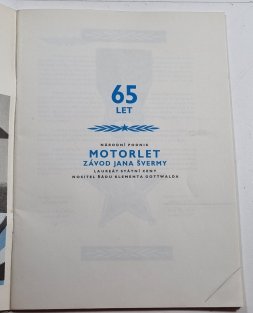 65
LET
NÁRODNÍ PODNIK
MOTORLET
ZÁVOD JANA ŠVERMY
LAUREÁT STÁTNÍ CENY
NOSITEL ŘÁDU KLEMENTA GOTTWALDA